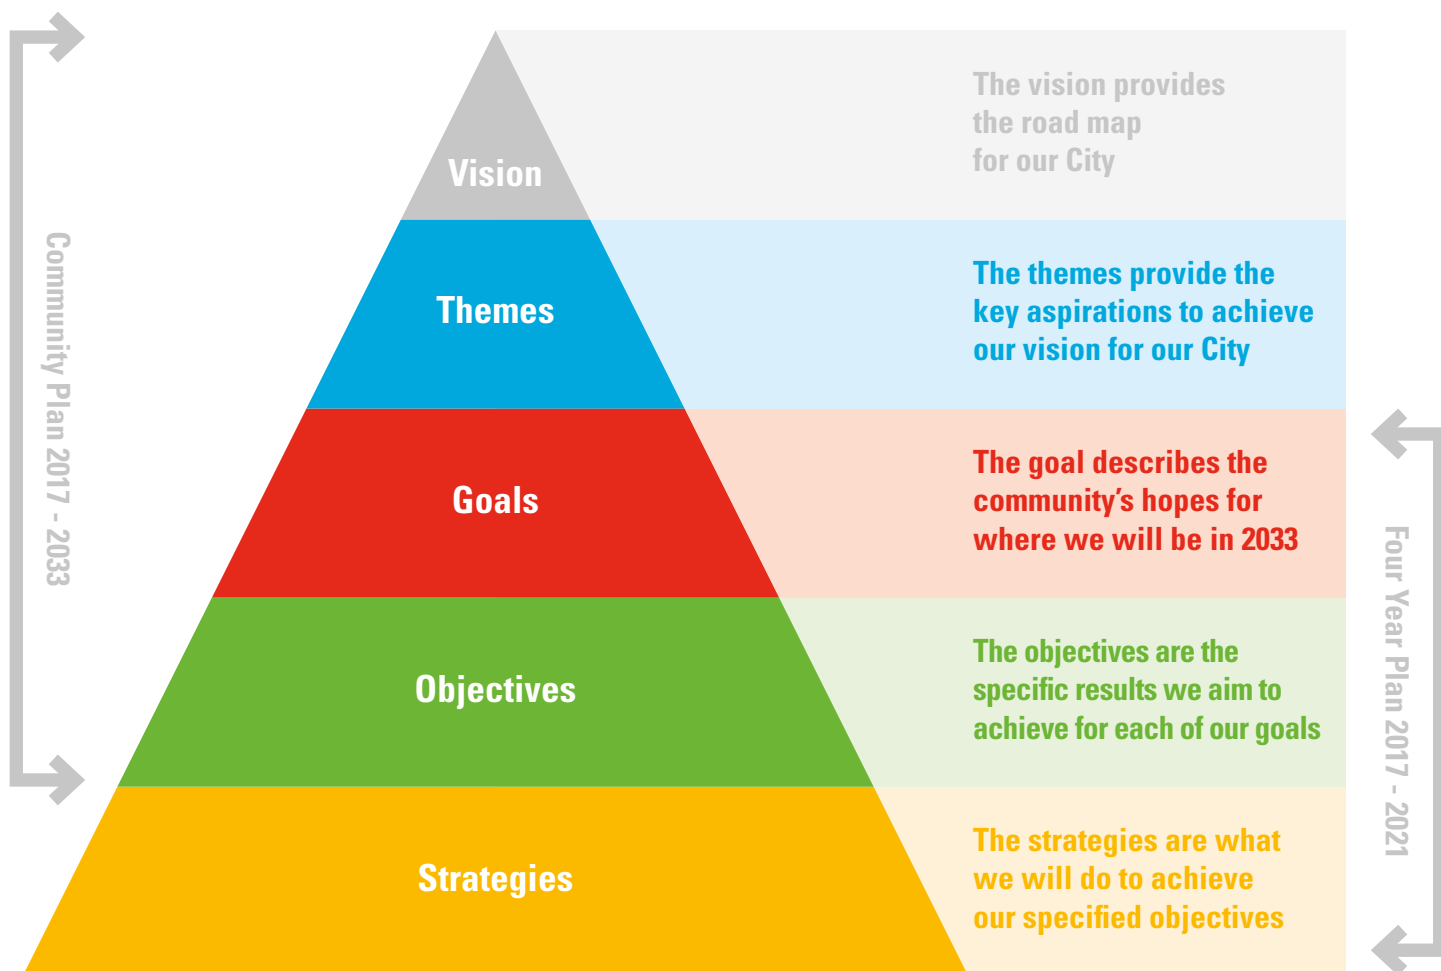 Community Plan 2017 - 2033
Vision
The vision provides
the road map
for our City
Themes
The themes provide the
key aspirations to achieve
our vision for our City
Goals
The goal describes the
community’s hopes for
where we will be in 2033
Objectives
The objectives are the
specific results we aim to
achieve for each of our goals
Strategies
The strategies are what
we will do to achieve
our specified objectives
Four Year Plan 2017 - 2021